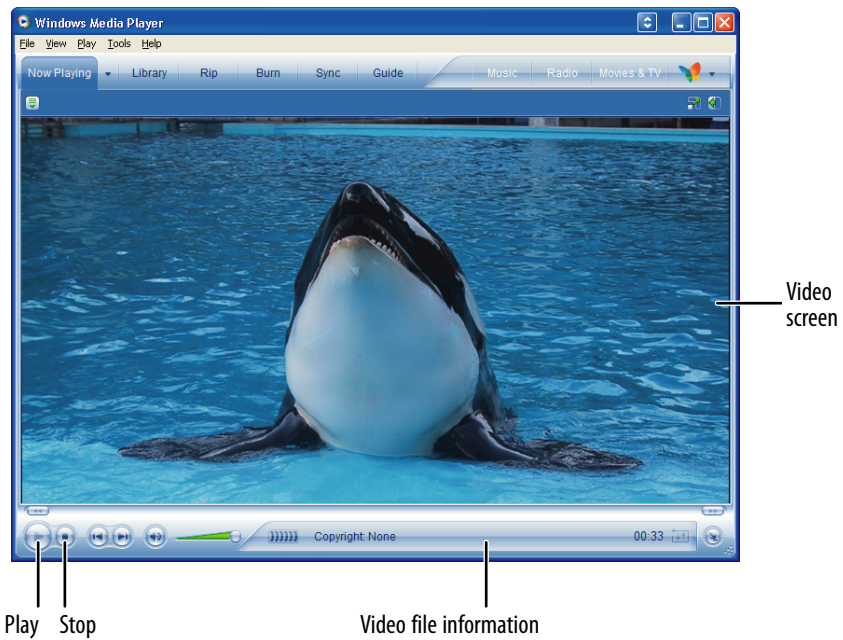 Windows Media Player
File View Play Tools Help
Now Playing Library Rip Burn Sync Guide Music Radio Movies & TV
Video
screen
Copyright: None 00:33
Play Stop Video file information